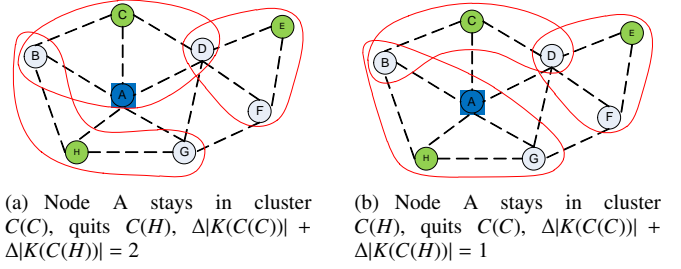 C
E
B
D
A
F
H
G
C
E
B
D
A
F
H
G
(a) Node A stays in cluster
C(C), quits C(H), Δ|K(C(C))| +
Δ|K(C(H))| = 2
(b) Node A stays in cluster
C(H), quits C(C), Δ|K(C(C))| +
Δ|K(C(H))| = 1